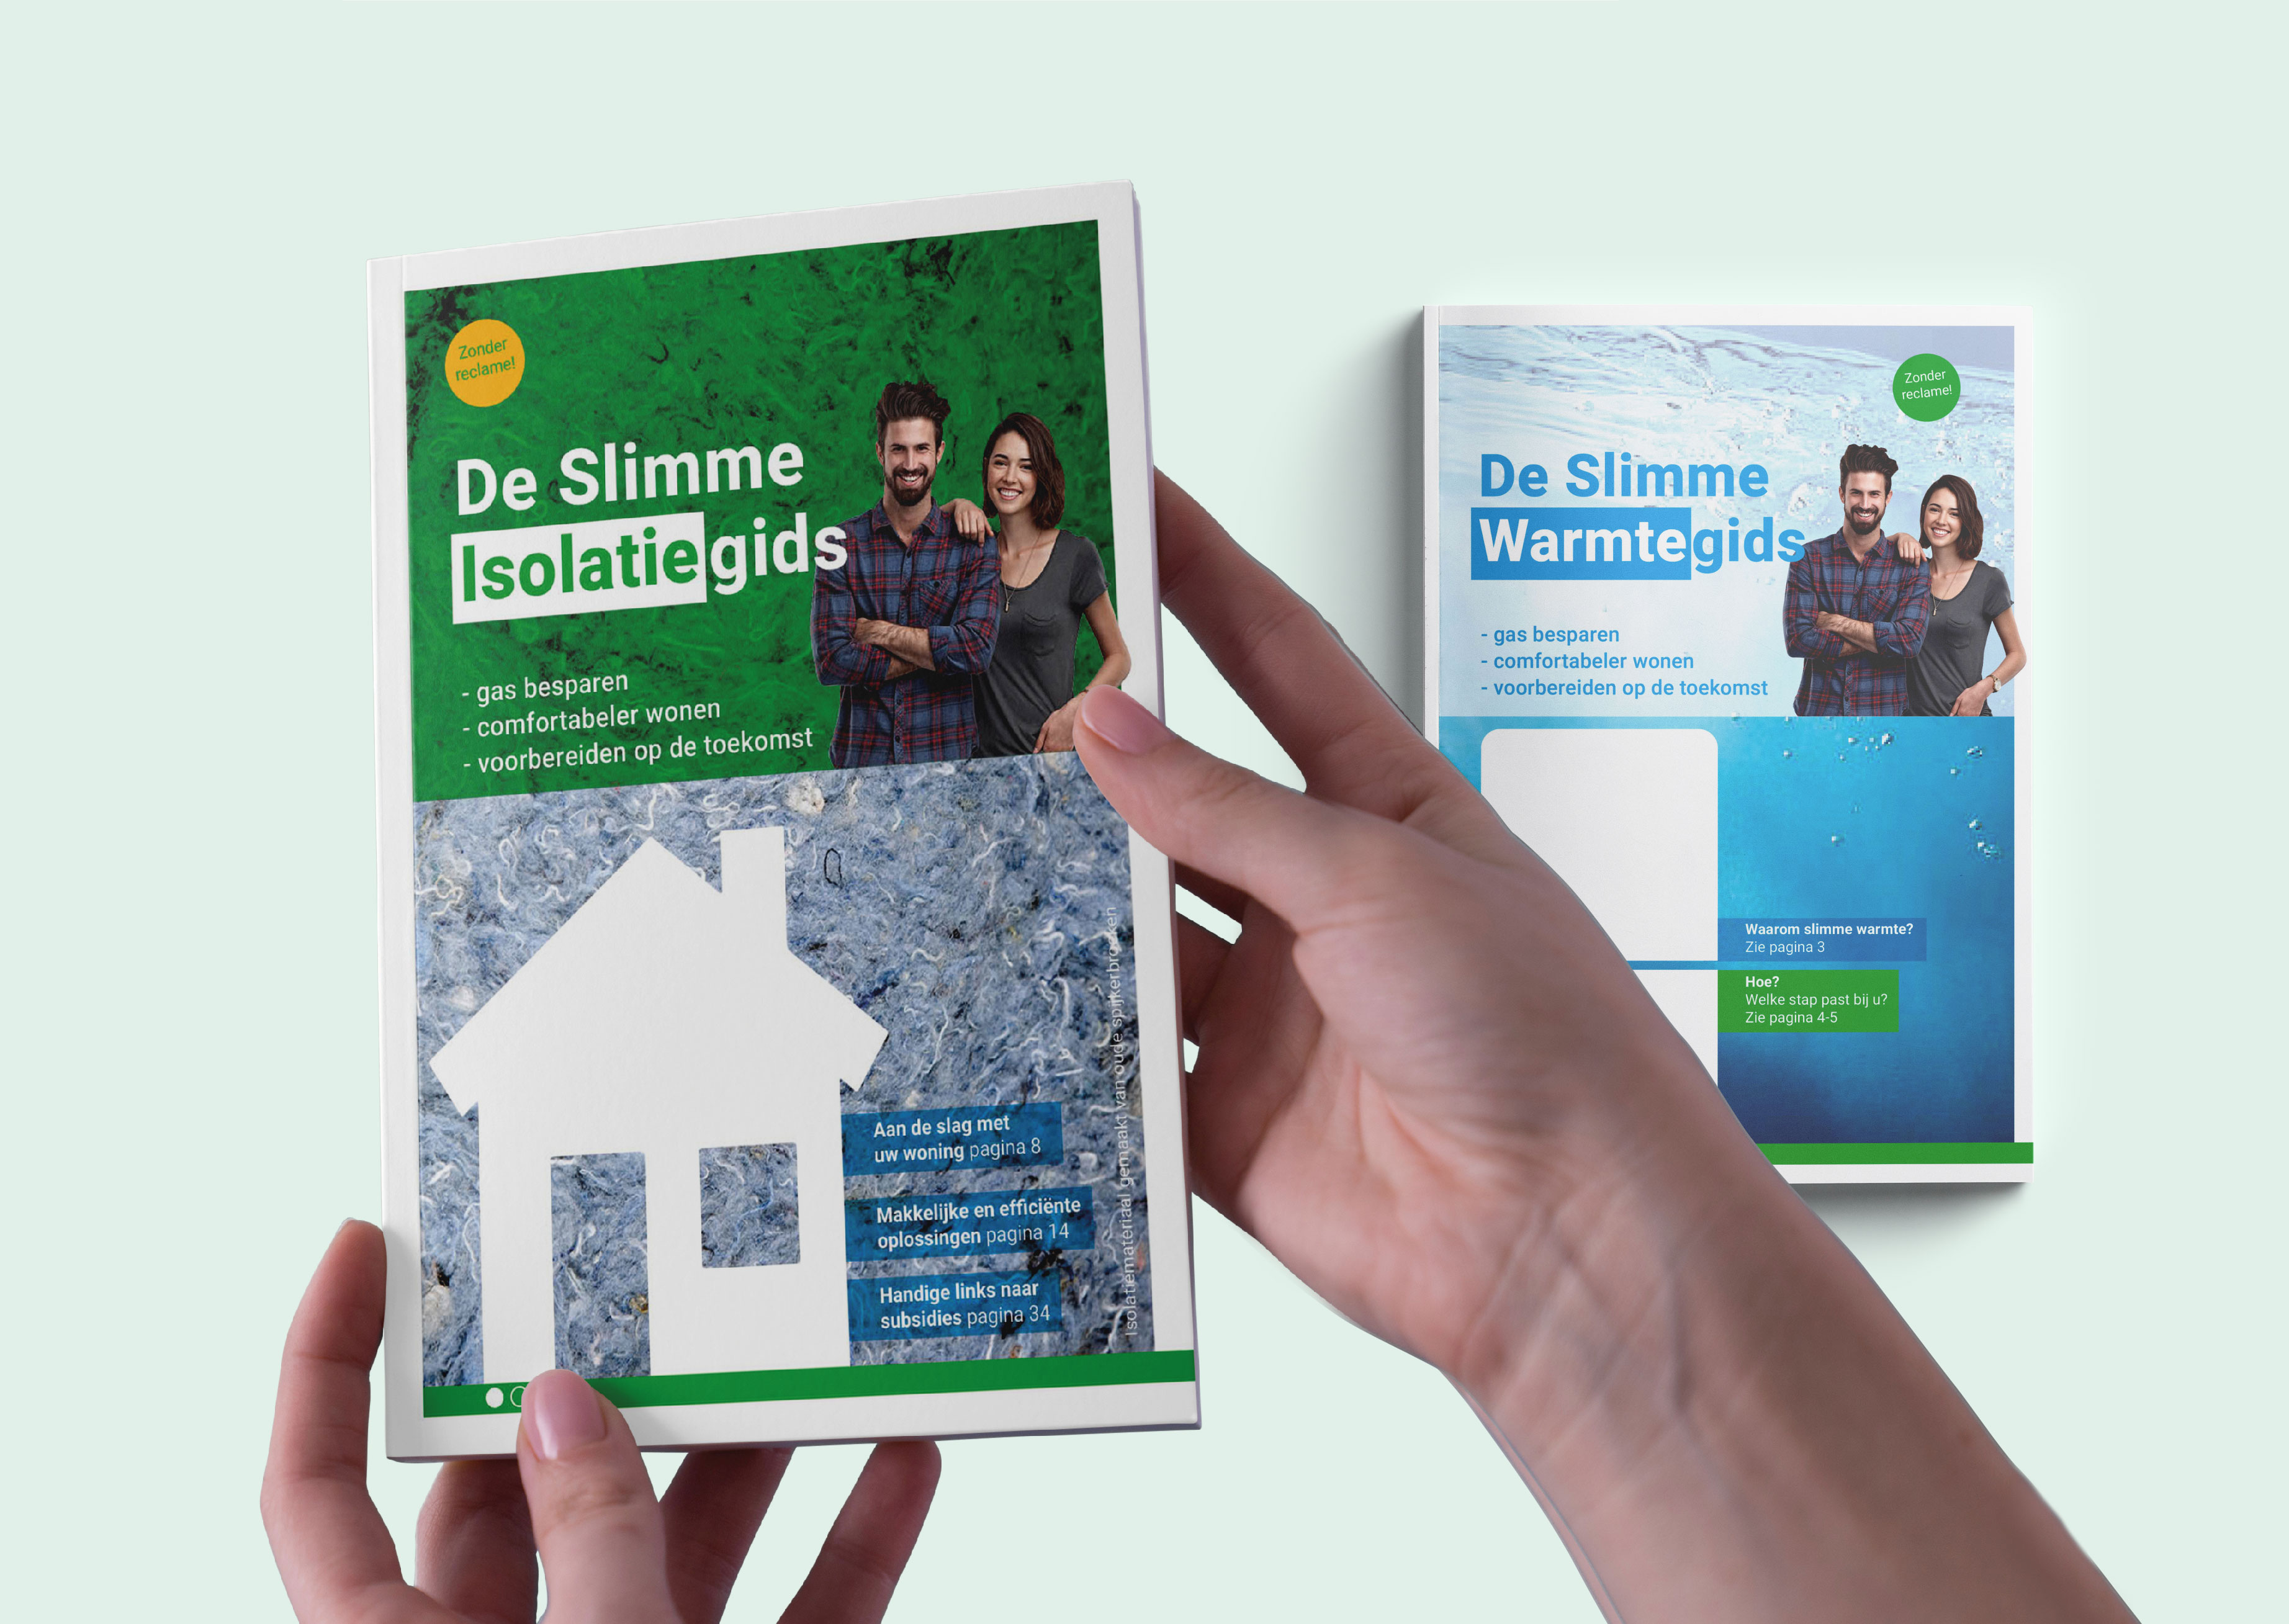 Zonder
reclame!
De Slimme
Isolatiegids
- gas besparen
- comfortabeler wonen
- voorbereiden op de toekomst
Aan de slag met
uw woning pagina 8
Makkelijke en efficiënte
oplossingen pagina 14
Handige links naar
subsidies pagina 34
Isolatiemateriaal gemaakt van oude spijkerbroeken
Zonder
reclame!
De Slimme
Warmtegids
- gas besparen
- comfortabeler wonen
- voorbereiden op de toekomst
Waarom slimme warmte?
Zie pagina 3
Hoe?
Welke stap past bij u?
Zie pagina 4-5